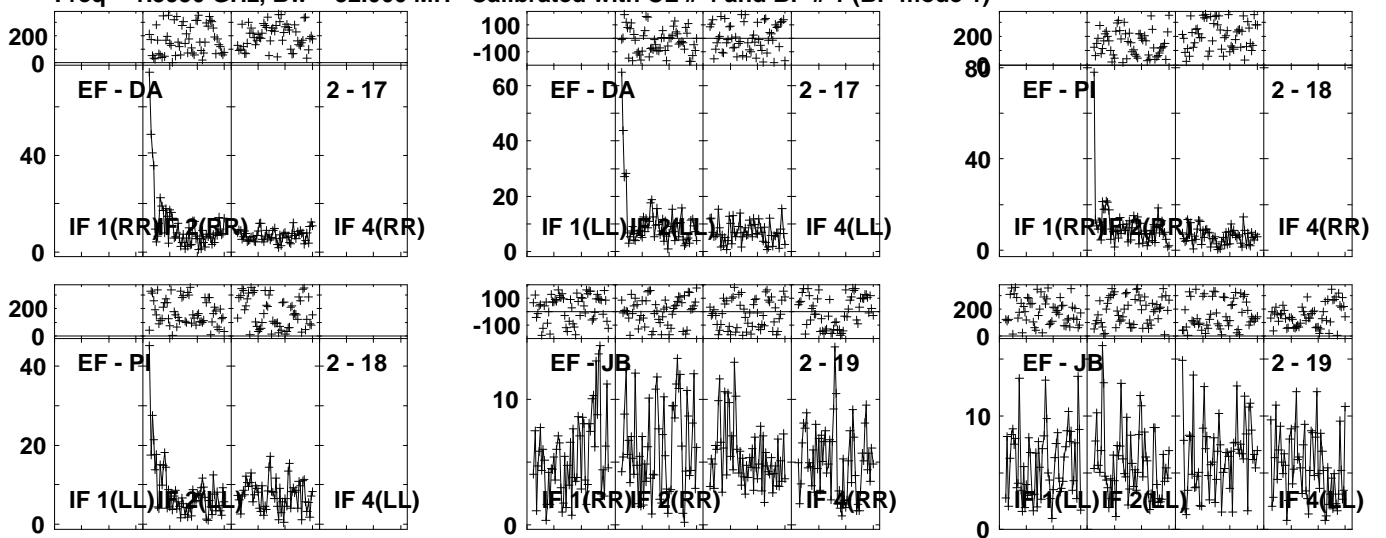 200
0
100
-100
200
0
EF - DA
2 - 17
40
0
IF 1(RR)
IF 2(RR)
IF 4(RR)
EF - DA
2 - 17
60
40
20
0
IF 1(LL)
IF 2(LL)
IF 4(LL)
EF - PI
2 - 18
80
40
0
IF 1(RR)
IF 2(RR)
IF 4(RR)
200
0
100
-100
200
0
EF - PI
2 - 18
40
20
0
IF 1(LL)
IF 2(LL)
IF 4(LL)
EF - JB
2 - 19
10
0
IF 1(RR)
IF 2(RR)
IF 4(RR)
EF - JB
2 - 19
10
0
IF 1(LL)
IF 2(LL)
IF 4(LL)